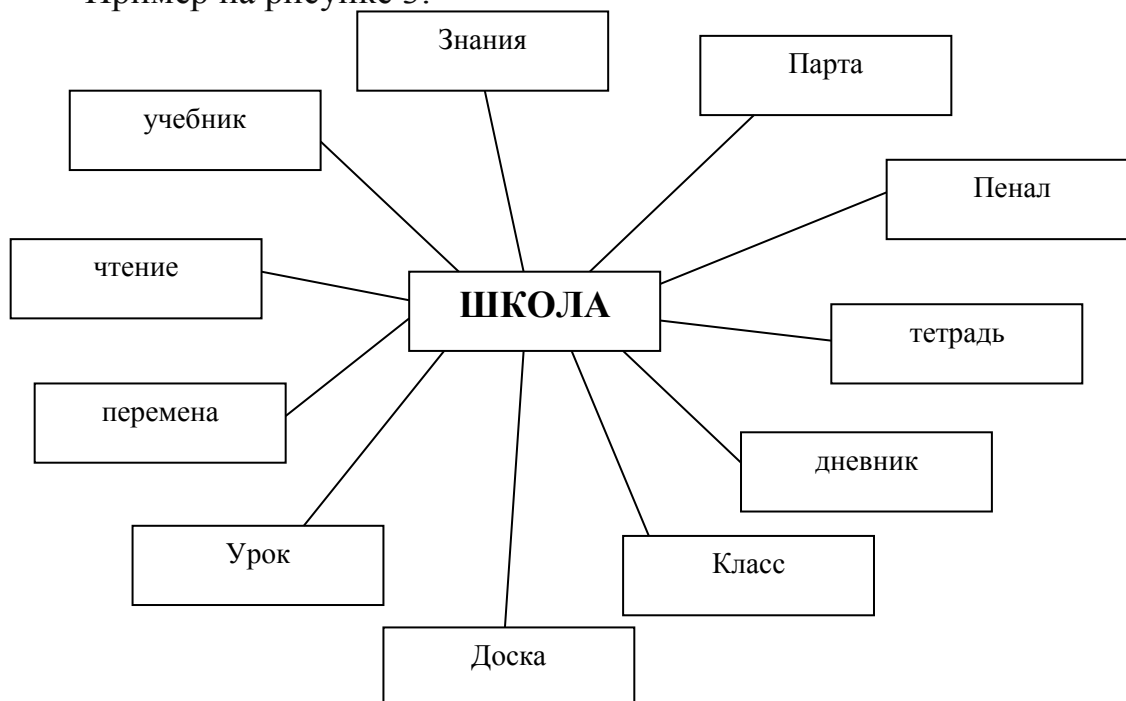 Пример на рисунке 3.
Знания
Парта
учебник
Пенал
чтение
ШКОЛА
тетрадь
перемена
дневник
Урок
Класс
Доска